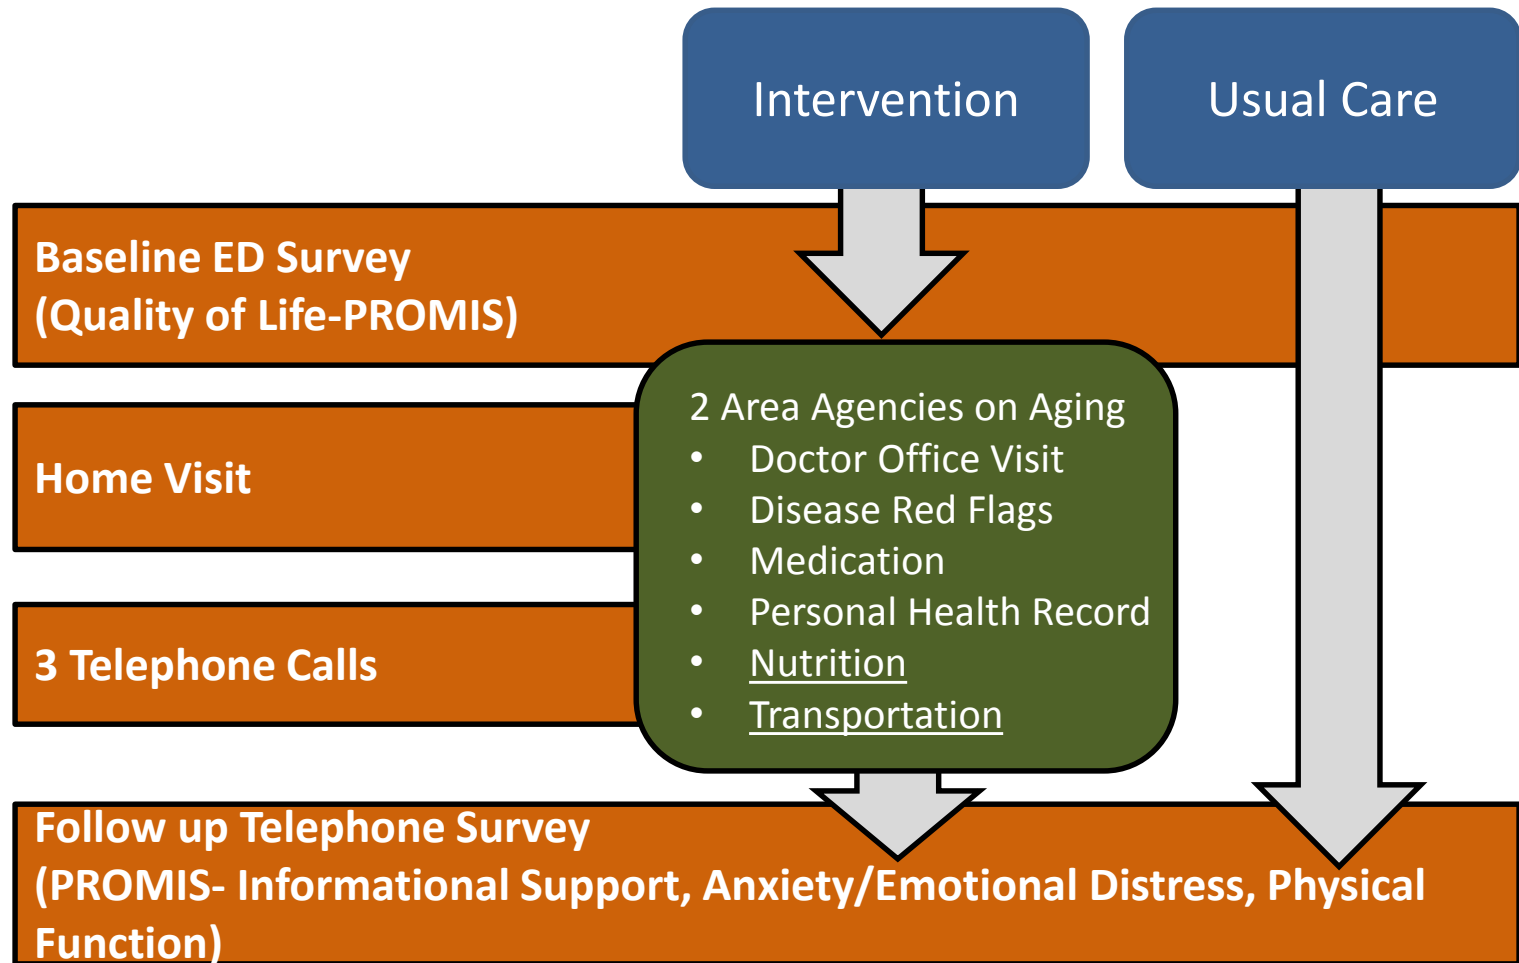 Intervention
Usual Care
Baseline ED Survey
(Quality of Life-PROMIS)
2 Area Agencies on Aging
• Doctor Office Visit
• Disease Red Flags
• Medication
• Personal Health Record
• Nutrition
• Transportation
Home Visit
3 Telephone Calls
Follow up Telephone Survey
(PROMIS- Informational Support, Anxiety/Emotional Distress, Physical
Function)